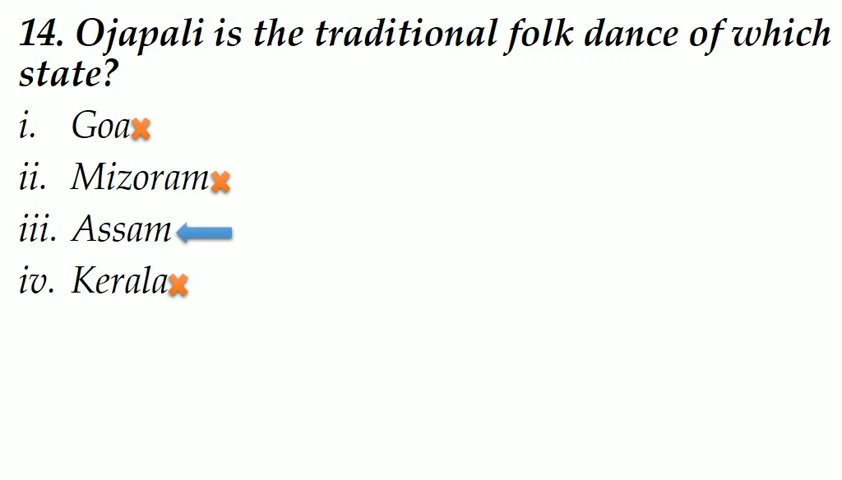 14. Ojapali is the traditional folk dance of which
state?
i. Goa
ii. Mizoram
iii. Assam
iv. Kerala